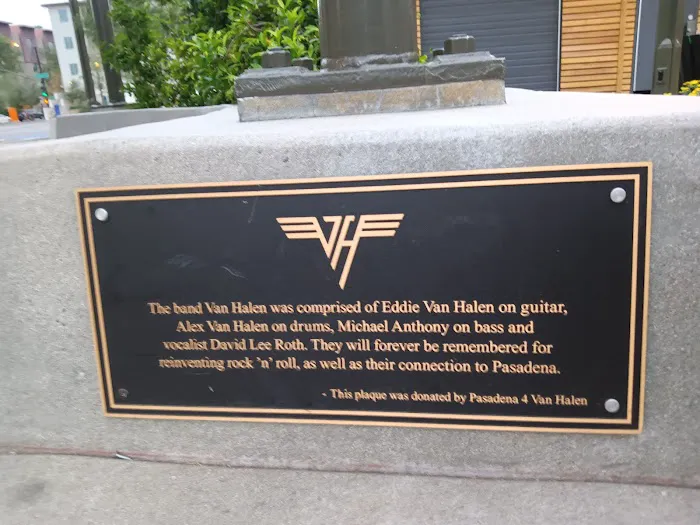 VH
The band Van Halen was comprised of Eddie Van Halen on guitar,
Alex Van Halen on drums, Michael Anthony on bass and
vocalist David Lee Roth. They will forever be remembered for
reinventing rock 'n' roll, as well as their connection to Pasadena.
- This plaque was donated by Pasadena 4 Van Halen